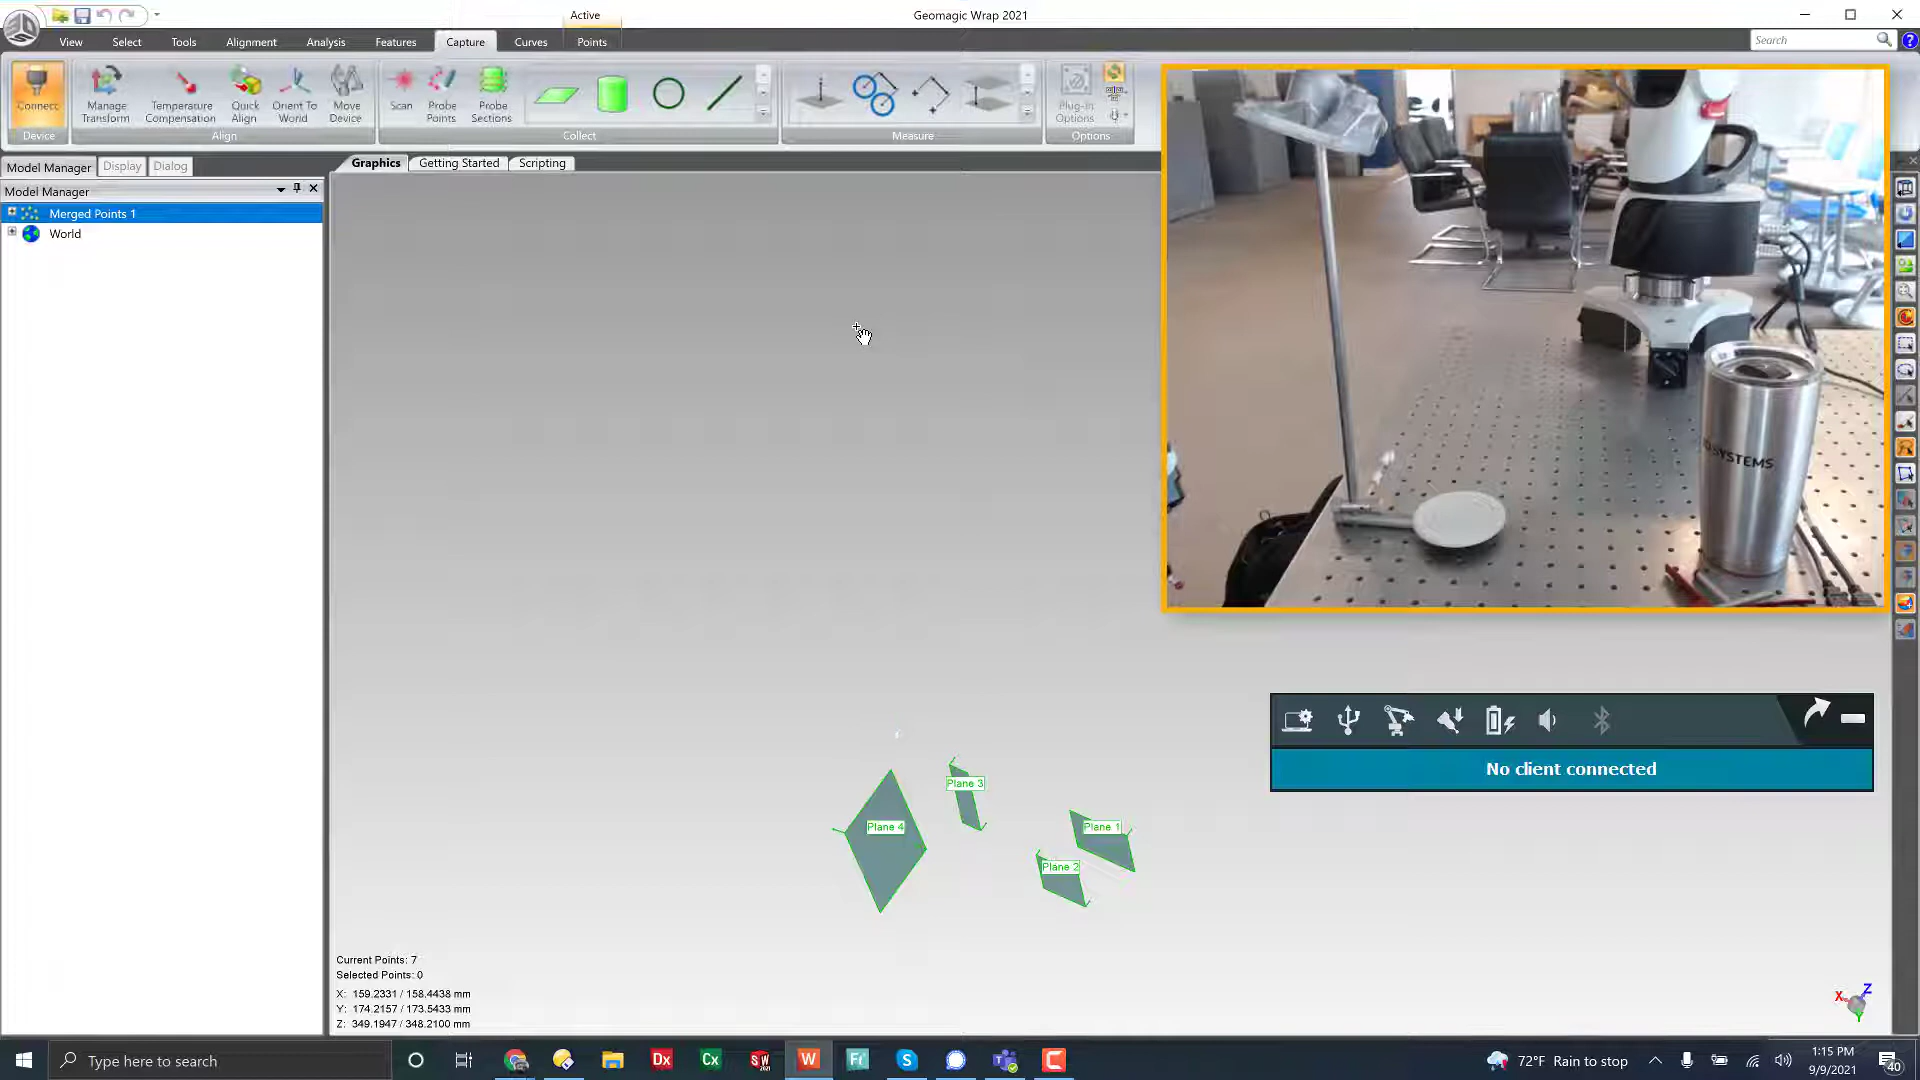 Active
Geomagic Wrap 2021
View Select Tools Alignment Analysis Features Capture Curves Points
Search
Connect
Manage Transform
Temperature Compensation
Quick Align
Orient To World
Move Device
Scan
Probe Points
Probe Sections
Plug-In Options
Device Align Collect Measure Options
Model Manager Display Dialog
Graphics Getting Started Scripting
Model Manager
Merged Points 1
World
SYSTEMS
No client connected
Plane 3
Plane 4
Plane 1
Plane 2
Current Points: 7
Selected Points: 0
X: 159.2331 / 158.4438 mm
Y: 174.2157 / 173.5433 mm
Z: 349.1947 / 348.2100 mm
X Z
Y
Type here to search
Dx Cx SW 2021 W
72°F Rain to stop
1:15 PM
9/9/2021
40